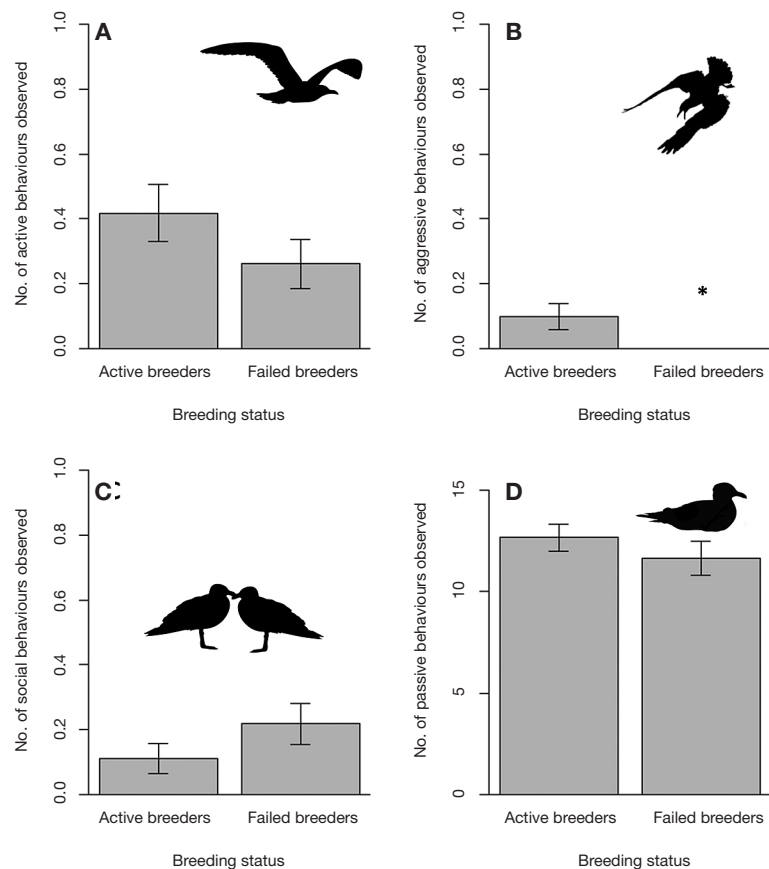 A
No. of active behaviours observed
1.0
0.8
0.6
0.4
0.2
0.0
Active breeders Failed breeders
Breeding status
B
No. of aggressive behaviours observed
1.0
0.8
0.6
0.4
0.2
0.0
*
Active breeders Failed breeders
Breeding status
C
No. of social behaviours observed
1.0
0.8
0.6
0.4
0.2
0.0
Active breeders Failed breeders
Breeding status
D
No. of passive behaviours observed
15
10
5
0
Active breeders Failed breeders
Breeding status